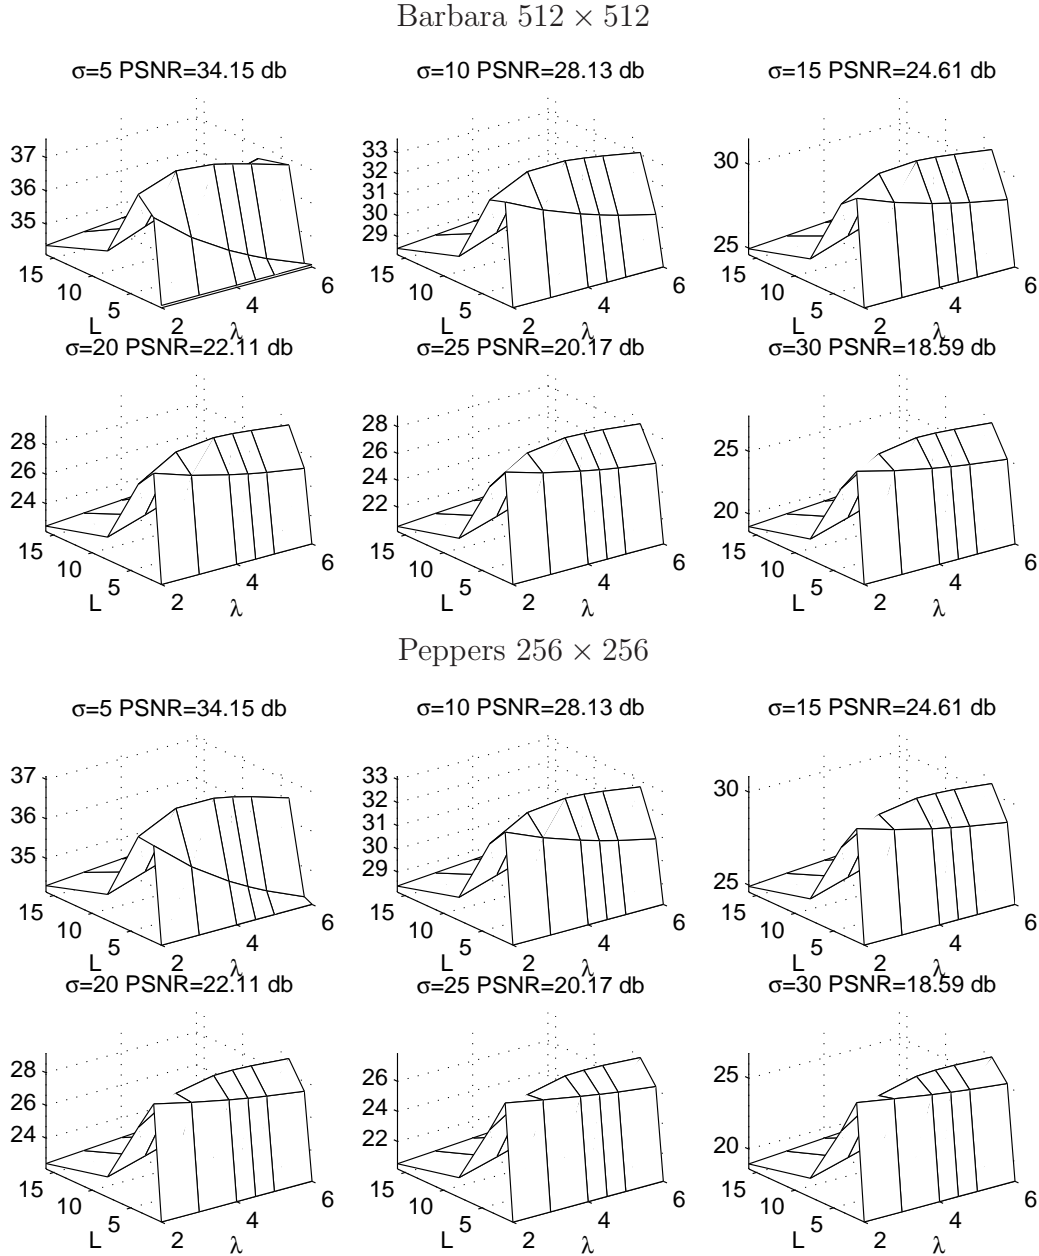 Barbara 512 × 512
σ=5 PSNR=34.15 db
σ=10 PSNR=28.13 db
σ=15 PSNR=24.61 db
37
36
35
15
10
5
L
2
4
6
λ
33
32
31
30
29
15
10
5
L
2
4
6
λ
30
25
15
10
5
L
2
4
6
λ
σ=20 PSNR=22.11 db
σ=25 PSNR=20.17 db
σ=30 PSNR=18.59 db
28
26
24
15
10
5
L
2
4
6
λ
28
26
24
22
15
10
5
L
2
4
6
λ
25
20
15
10
5
L
2
4
6
λ
Peppers 256 × 256
σ=5 PSNR=34.15 db
σ=10 PSNR=28.13 db
σ=15 PSNR=24.61 db
37
36
35
15
10
5
L
2
4
6
λ
33
32
31
30
29
15
10
5
L
2
4
6
λ
30
25
15
10
5
L
2
4
6
λ
σ=20 PSNR=22.11 db
σ=25 PSNR=20.17 db
σ=30 PSNR=18.59 db
28
26
24
15
10
5
L
2
4
6
λ
26
24
22
15
10
5
L
2
4
6
λ
25
20
15
10
5
L
2
4
6
λ